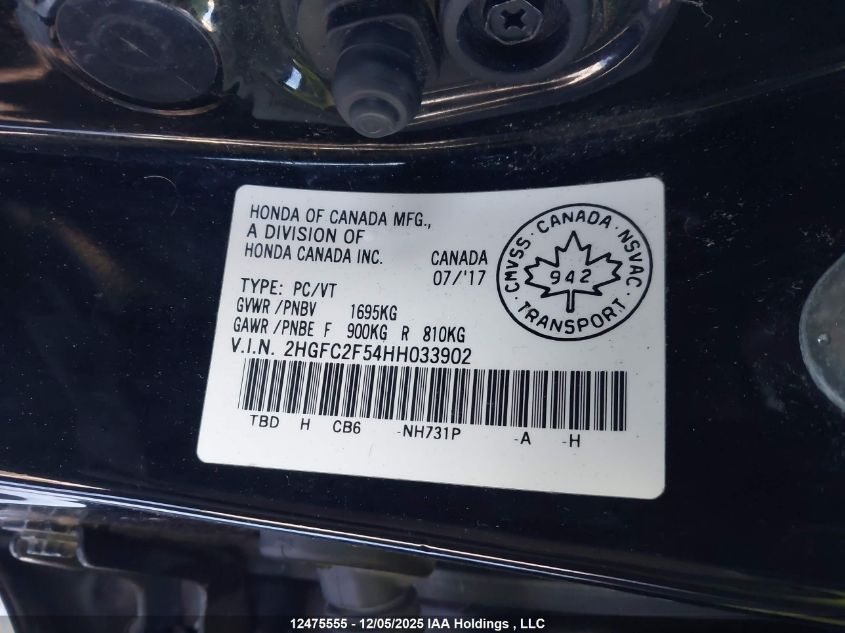 HONDA OF CANADA MFG.,
A DIVISION OF
HONDA CANADA INC. CANADA
07/'17
TYPE: PC/VT
GVWR /PNBV 1695KG
GAWR /PNBE F 900KG R 810KG
V.I.N. 2HGFC2F54HH033902
TBD H CB6 -NH731P -A -H
CMVSS · CANADA · NSVAC
942
· TRANSPORT ·
12475555 - 12/05/2025 IAA Holdings , LLC